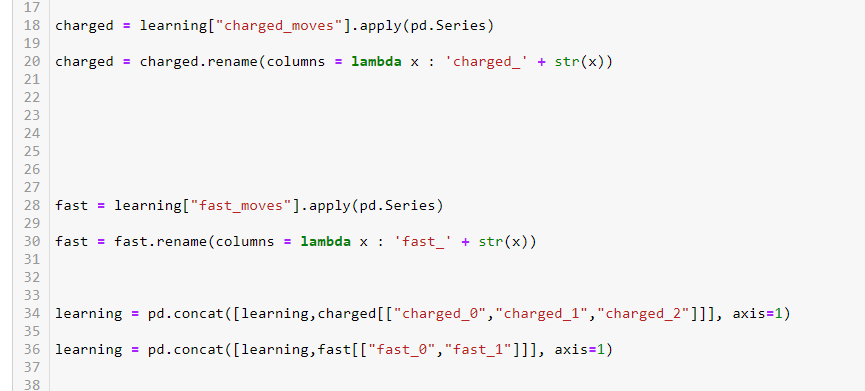 17
18 charged = learning["charged_moves"].apply(pd.Series)
19
20 charged = charged.rename(columns = lambda x : 'charged_' + str(x))
21
22
23
24
25
26
27
28 fast = learning["fast_moves"].apply(pd.Series)
29
30 fast = fast.rename(columns = lambda x : 'fast_' + str(x))
31
32
33
34 learning = pd.concat([learning,charged[["charged_0","charged_1","charged_2"]]], axis=1)
35
36 learning = pd.concat([learning,fast[["fast_0","fast_1"]]], axis=1)
37
38